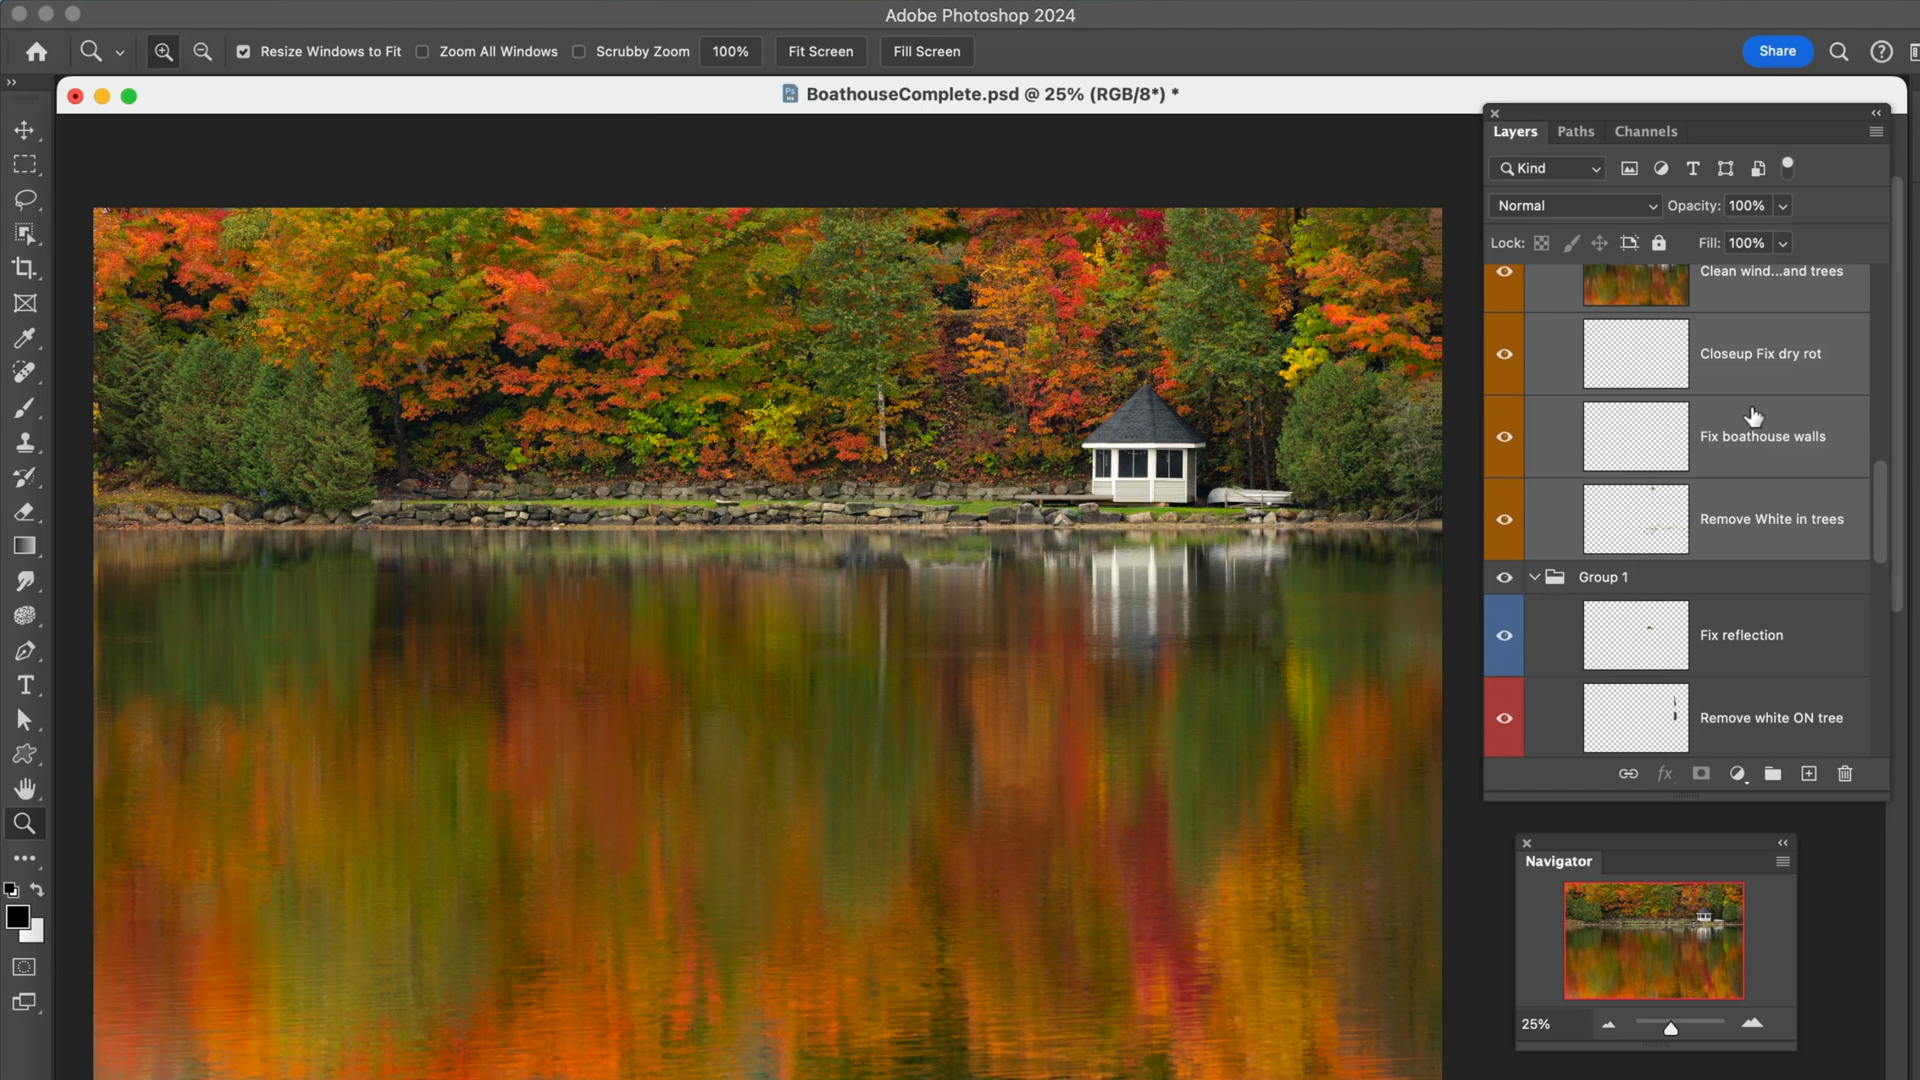 Adobe Photoshop 2024
Resize Windows to Fit
Zoom All Windows
Scrubby Zoom
100%
Fit Screen
Fill Screen
Share
BoathouseComplete.psd @ 25% (RGB/8*) *
Layers
Paths
Channels
Kind
Normal
Opacity: 100%
Lock:
Fill: 100%
Clean wind...and trees
Closeup Fix dry rot
Fix boathouse walls
Remove White in trees
Group 1
Fix reflection
Remove white ON tree
Navigator
25%